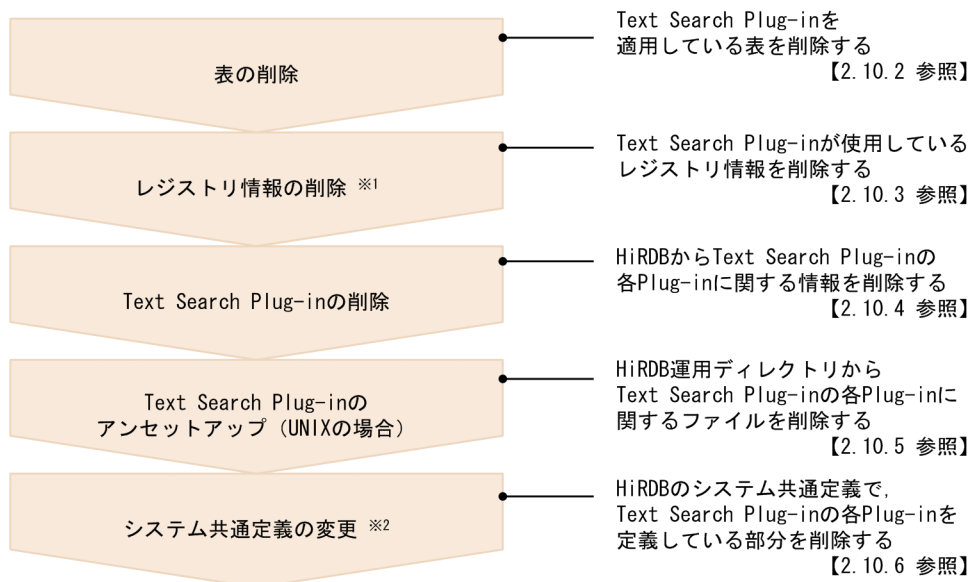 表の削除
Text Search Plug-inを
適用している表を削除する
【2.10.2 参照】
レジストリ情報の削除 ※1
Text Search Plug-inが使用している
レジストリ情報を削除する
【2.10.3 参照】
Text Search Plug-inの削除
HiRDBからText Search Plug-inの
各Plug-inに関する情報を削除する
【2.10.4 参照】
Text Search Plug-inの
アンセットアップ（UNIXの場合）
HiRDB運用ディレクトリから
Text Search Plug-inの各Plug-inに
関するファイルを削除する
【2.10.5 参照】
システム共通定義の変更 ※2
HiRDBのシステム共通定義で，
Text Search Plug-inの各Plug-inを
定義している部分を削除する
【2.10.6 参照】